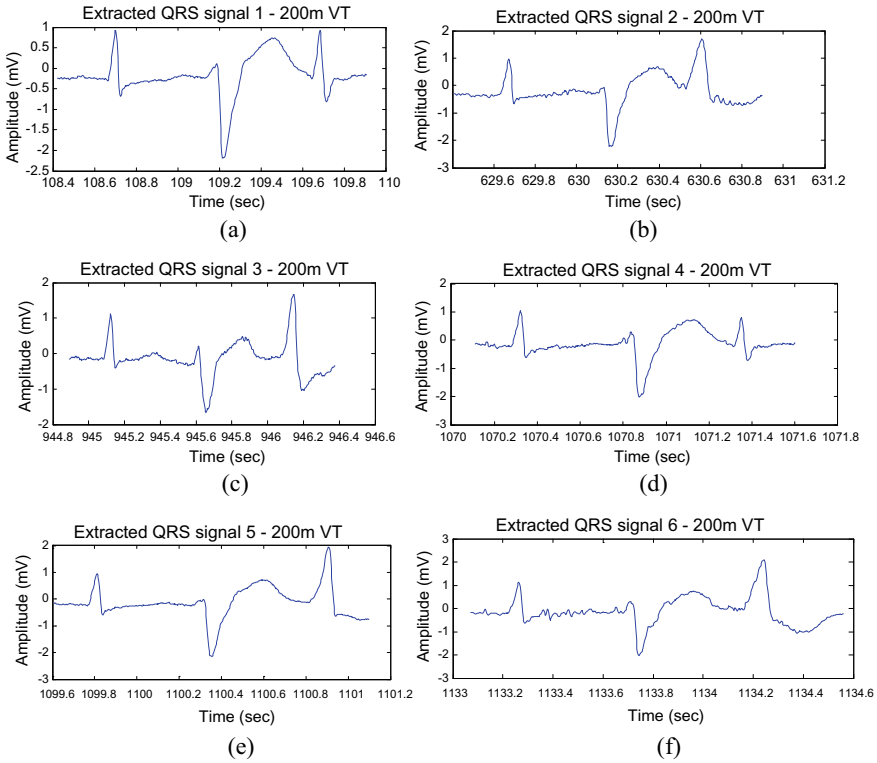 Extracted QRS signal 1 - 200m VT
Amplitude (mV)
1
0.5
0
-0.5
-1
-1.5
-2
-2.5
108.4 108.6 108.8 109 109.2 109.4 109.6 109.8 110
Time (sec)
(a)
Extracted QRS signal 2 - 200m VT
Amplitude (mV)
2
1
0
-1
-2
-3
629.6 629.8 630 630.2 630.4 630.6 630.8 631 631.2
Time (sec)
(b)
Extracted QRS signal 3 - 200m VT
Amplitude (mV)
2
1
0
-1
-2
944.8 945 945.2 945.4 945.6 945.8 946 946.2 946.4 946.6
Time (sec)
(c)
Extracted QRS signal 4 - 200m VT
Amplitude (mV)
2
1
0
-1
-2
-3
1070 1070.2 1070.4 1070.6 1070.8 1071 1071.2 1071.4 1071.6 1071.8
Time (sec)
(d)
Extracted QRS signal 5 - 200m VT
Amplitude (mV)
2
1
0
-1
-2
-3
1099.6 1099.8 1100 1100.2 1100.4 1100.6 1100.8 1101 1101.2
Time (sec)
(e)
Extracted QRS signal 6 - 200m VT
Amplitude (mV)
3
2
1
0
-1
-2
-3
1133 1133.2 1133.4 1133.6 1133.8 1134 1134.2 1134.4 1134.6
Time (sec)
(f)